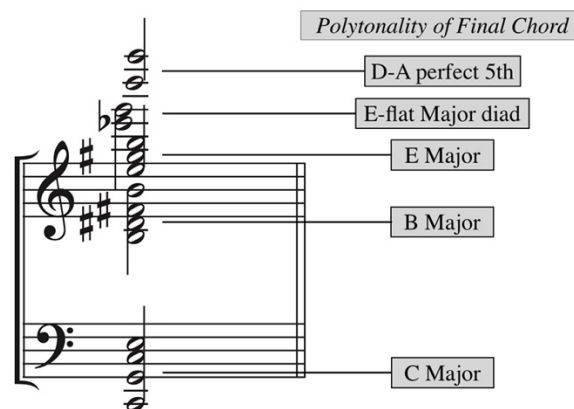 Polytonality of Final Chord
D-A perfect 5th
E-flat Major diad
E Major
B Major
C Major